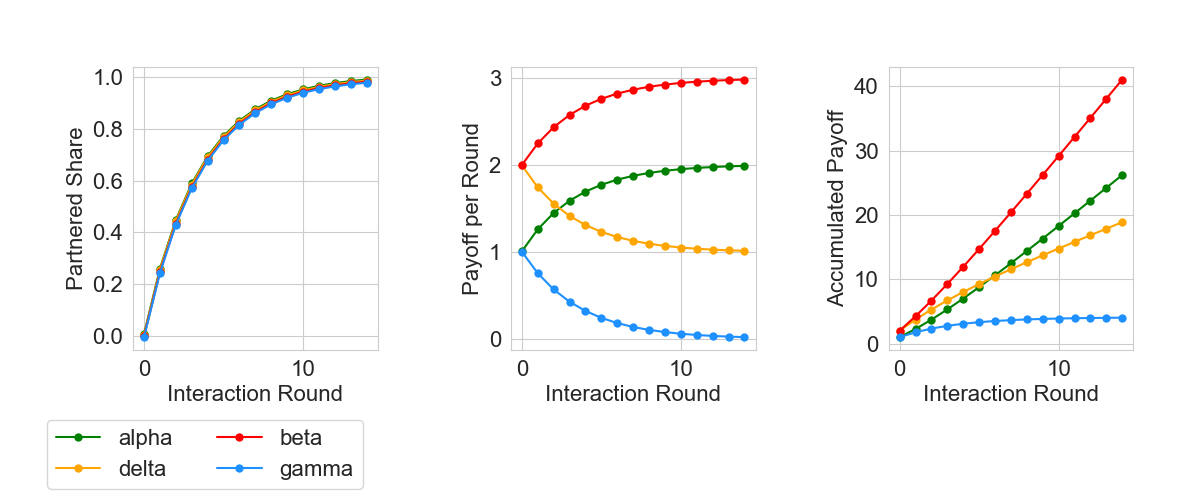 1.0
0.8
0.6
0.4
0.2
0.0
Partnered Share
0 10
Interaction Round
3
2
1
0
Payoff per Round
0 10
Interaction Round
40
30
20
10
0
Accumulated Payoff
0 10
Interaction Round
alpha beta
delta gamma